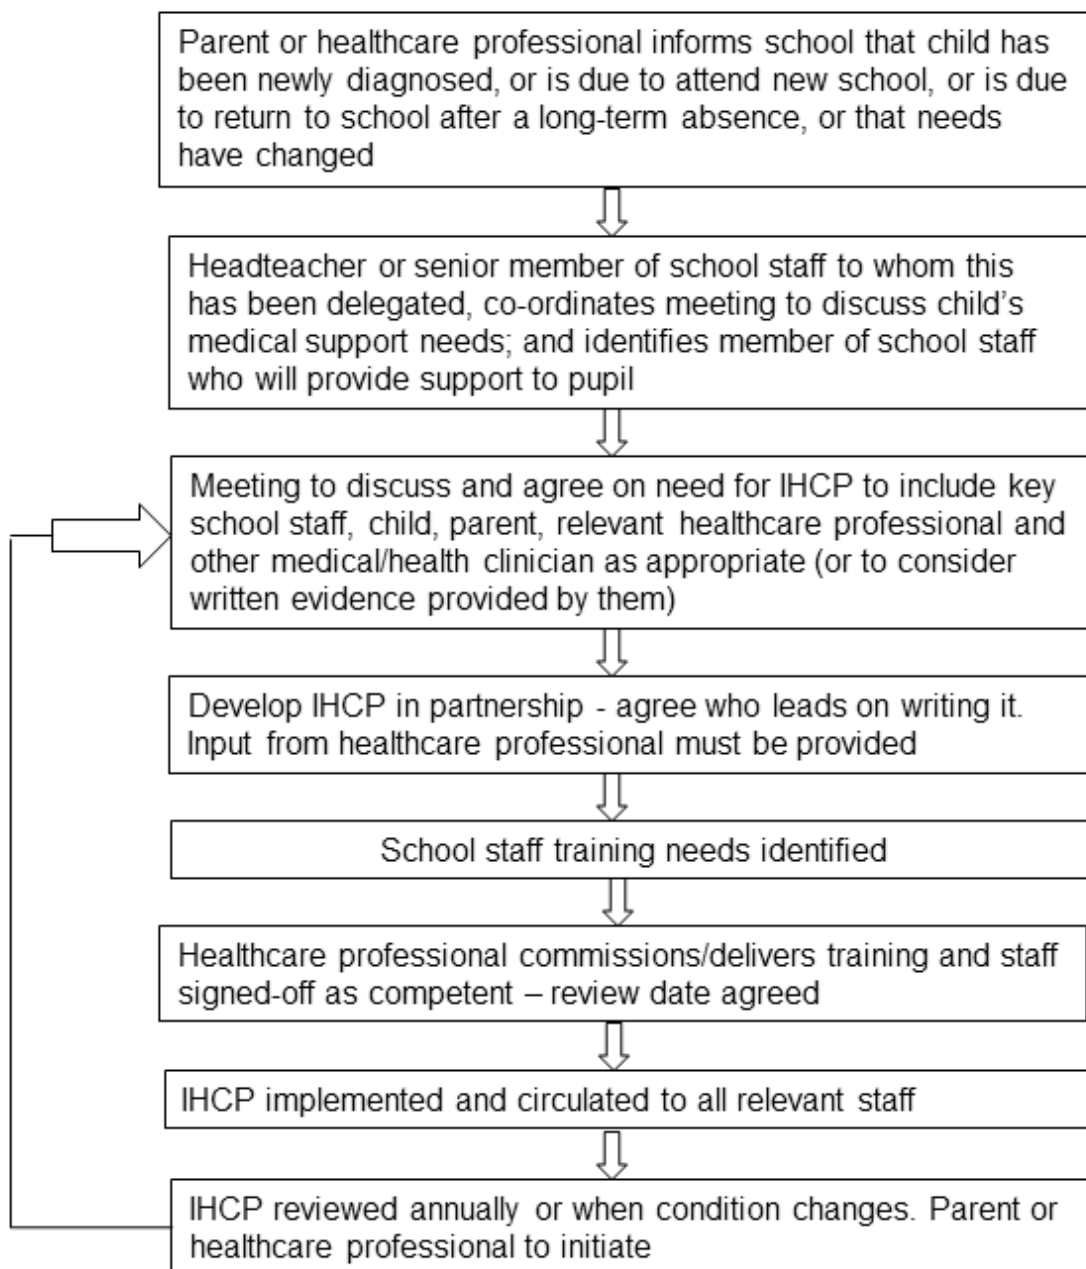 Parent or healthcare professional informs school that child has
been newly diagnosed, or is due to attend new school, or is due
to return to school after a long-term absence, or that needs
have changed
Headteacher or senior member of school staff to whom this
has been delegated, co-ordinates meeting to discuss child's
medical support needs; and identifies member of school staff
who will provide support to pupil
Meeting to discuss and agree on need for IHCP to include key
school staff, child, parent, relevant healthcare professional and
other medical/health clinician as appropriate (or to consider
written evidence provided by them)
Develop IHCP in partnership - agree who leads on writing it.
Input from healthcare professional must be provided
School staff training needs identified
Healthcare professional commissions/delivers training and staff
signed-off as competent – review date agreed
IHCP implemented and circulated to all relevant staff
IHCP reviewed annually or when condition changes. Parent or
healthcare professional to initiate